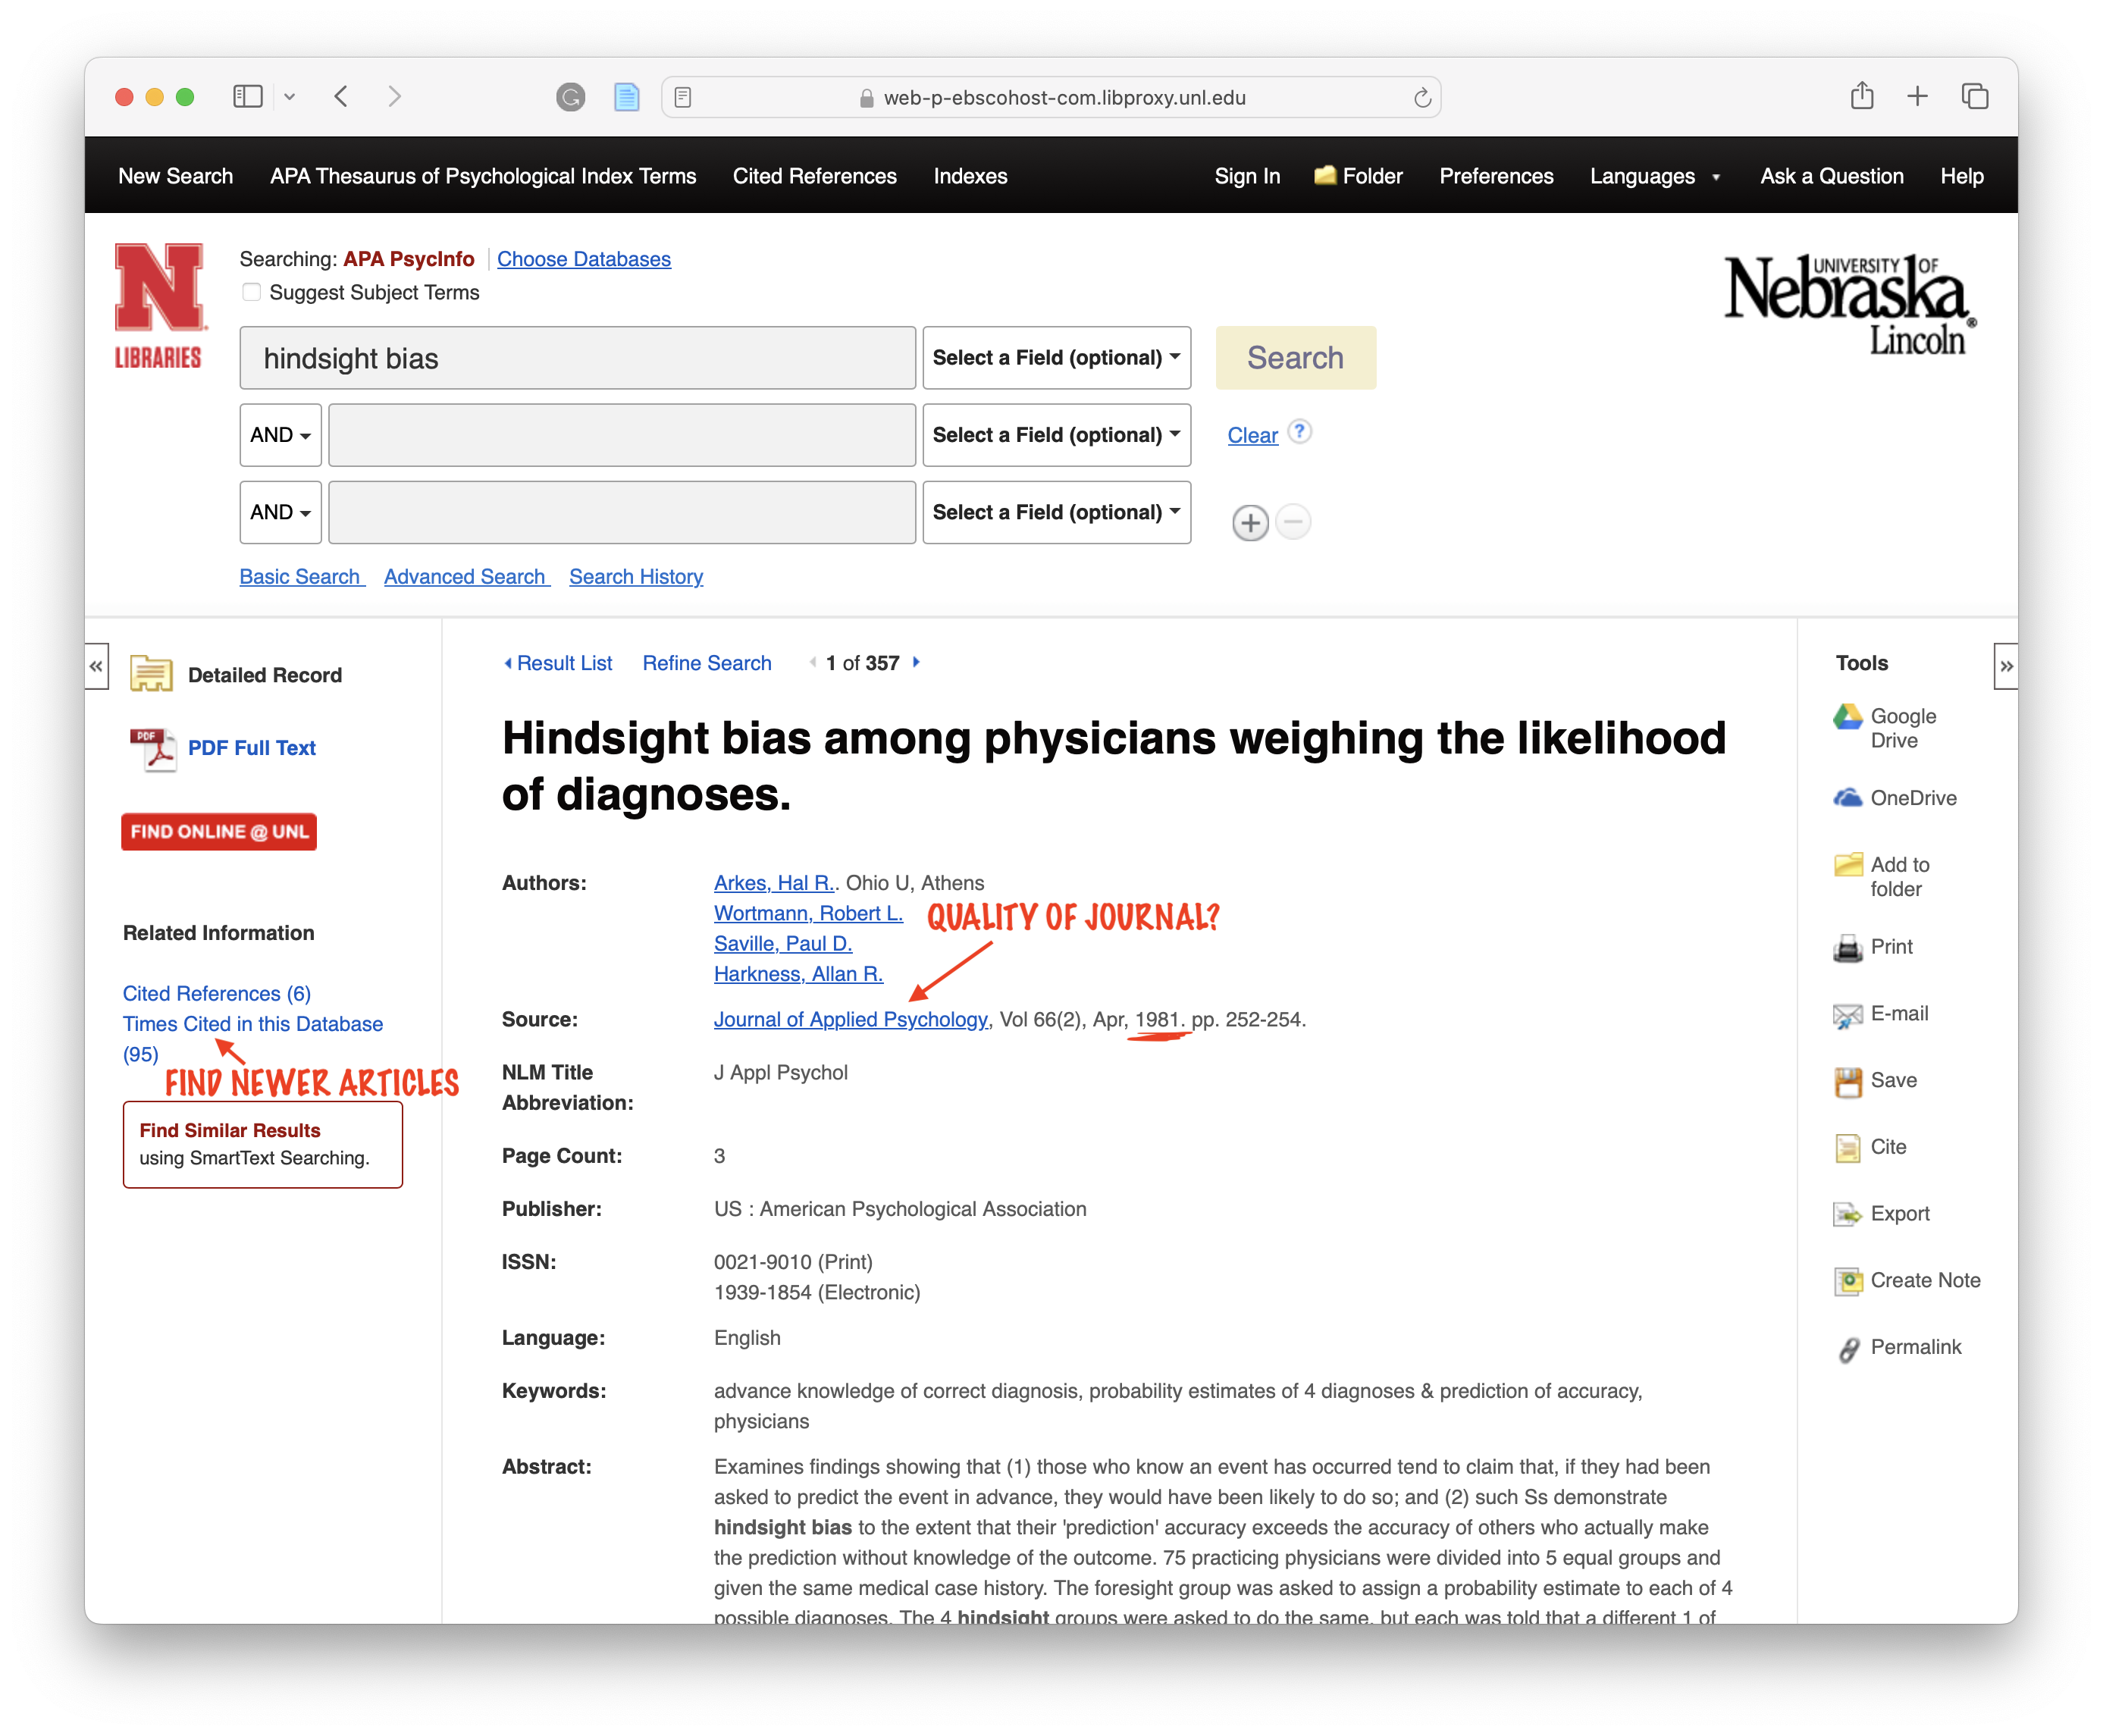 web-p-ebscohost-com.libproxy.unl.edu
New Search APA Thesaurus of Psychological Index Terms Cited References Indexes Sign In Folder Preferences Languages Ask a Question Help
N
LIBRARIES
Searching: APA PsycInfo Choose Databases
Suggest Subject Terms
UNIVERSITY OF
Nebraska®
Lincoln
hindsight bias Select a Field (optional) Search
AND Select a Field (optional) Clear ?
AND Select a Field (optional)
Basic Search Advanced Search Search History
«
Detailed Record
PDF
PDF Full Text
FIND ONLINE @ UNL
Related Information
Cited References (6)
Times Cited in this Database
(95)
FIND NEWER ARTICLES
Find Similar Results
using SmartText Searching.
Result List Refine Search 1 of 357
Hindsight bias among physicians weighing the likelihood
of diagnoses.
Authors: Arkes, Hal R.. Ohio U, Athens
Wortmann, Robert L.
QUALITY OF JOURNAL?
Saville, Paul D.
Harkness, Allan R.
Source: Journal of Applied Psychology, Vol 66(2), Apr, 1981. pp. 252-254.
NLM Title J Appl Psychol
Abbreviation:
Page Count: 3
Publisher: US : American Psychological Association
ISSN: 0021-9010 (Print)
1939-1854 (Electronic)
Language: English
Keywords: advance knowledge of correct diagnosis, probability estimates of 4 diagnoses & prediction of accuracy,
physicians
Abstract: Examines findings showing that (1) those who know an event has occurred tend to claim that, if they had been
asked to predict the event in advance, they would have been likely to do so; and (2) such Ss demonstrate
hindsight bias to the extent that their 'prediction' accuracy exceeds the accuracy of others who actually make
the prediction without knowledge of the outcome. 75 practicing physicians were divided into 5 equal groups and
given the same medical case history. The foresight group was asked to assign a probability estimate to each of 4
possible diagnoses. The 4 hindsight groups were asked to do the same, but each was told that a different 1 of
Tools
»
Google
Drive
OneDrive
Add to
folder
Print
E-mail
Save
Cite
Export
Create Note
Permalink